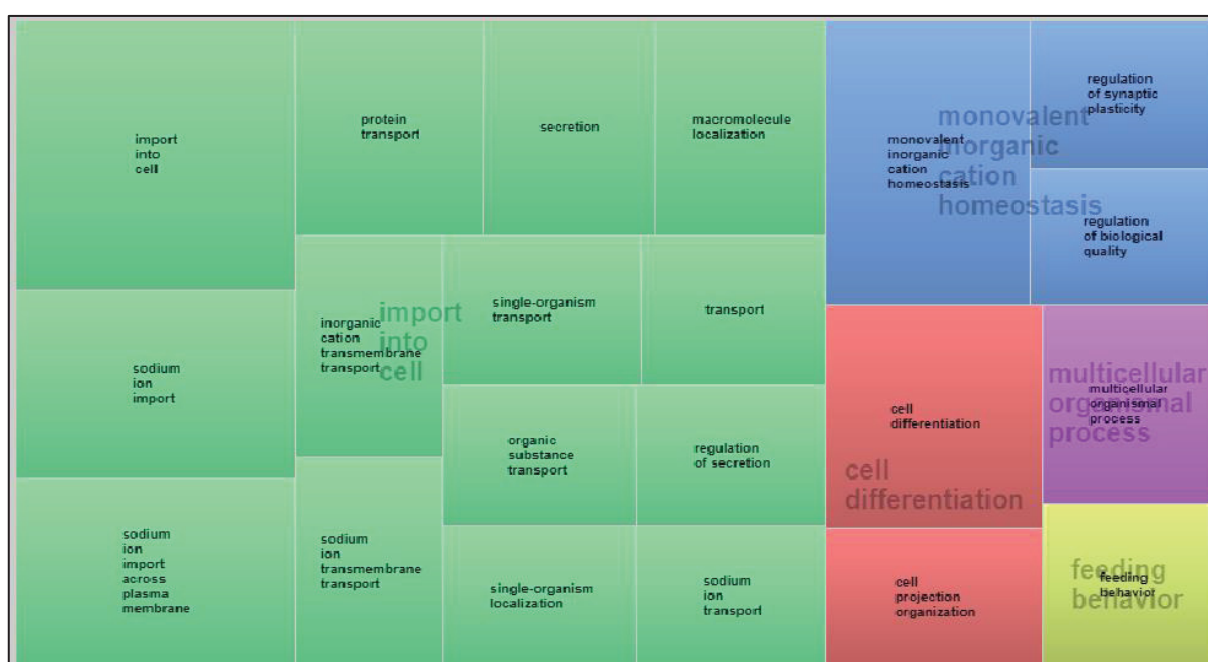 import
into
cell
protein
transport
secretion
macromolecule
localization
monovalent
inorganic
cation
homeostasis
monovalent
inorganic
cation
homeostasis
regulation
of synaptic
plasticity
regulation
of biological
quality
sodium
ion
import
inorganic
cation
transmembrane
transport
import
into
cell
single-organism
transport
transport
organic
substance
transport
regulation
of secretion
sodium
ion
import
across
plasma
membrane
sodium
ion
transmembrane
transport
single-organism
localization
sodium
ion
transport
cell
differentiation
cell
differentiation
cell
projection
organization
multicellular
organismal
process
multicellular
organismal
process
feeding
behavior
feeding
behavior